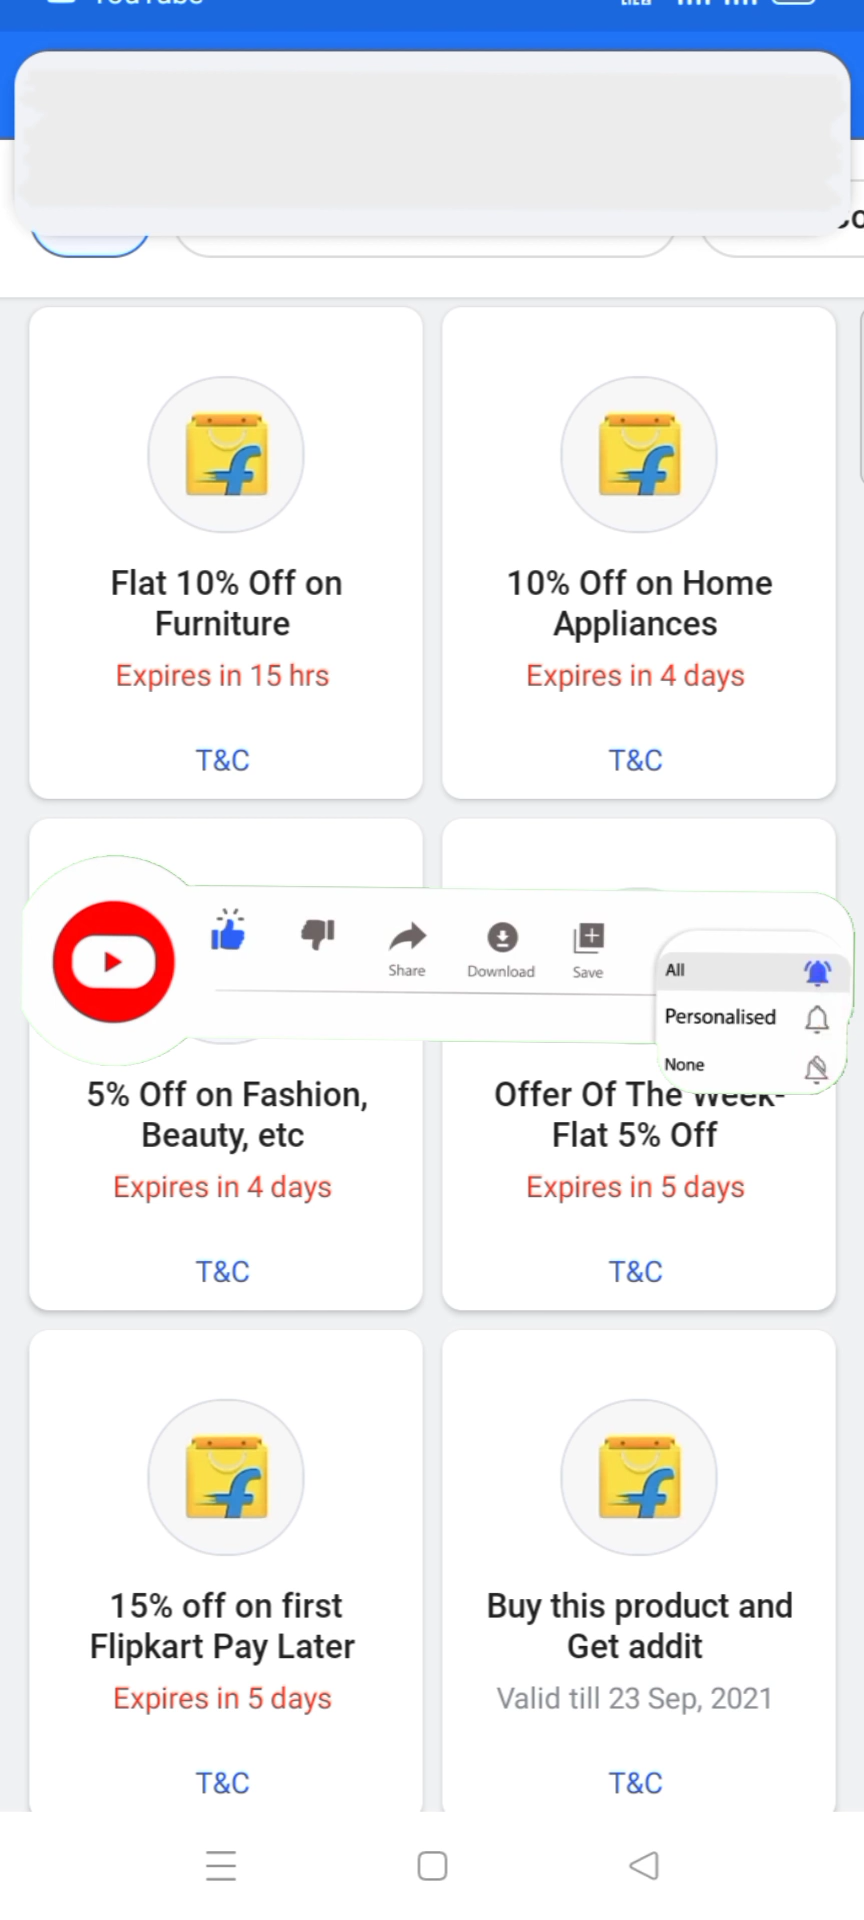 YouTube
Flat 10% Off on
Furniture
Expires in 15 hrs
T&C
10% Off on Home
Appliances
Expires in 4 days
T&C
Share
Download
Save
All
Personalised
None
5% Off on Fashion,
Beauty, etc
Expires in 4 days
T&C
Offer Of The Week-
Flat 5% Off
Expires in 5 days
T&C
15% off on first
Flipkart Pay Later
Expires in 5 days
T&C
Buy this product and
Get addit
Valid till 23 Sep, 2021
T&C